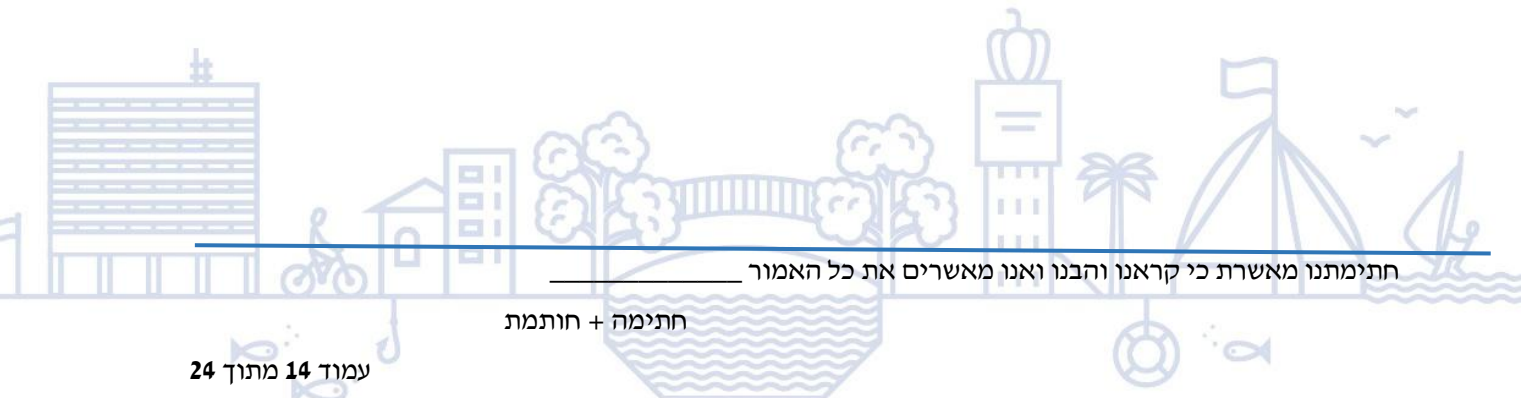 חתימתנו מאשרת כי קראנו והבנו ואנו מאשרים את כל האמור _______________
חתימה + חותמת
עמוד 14 מתוך 24